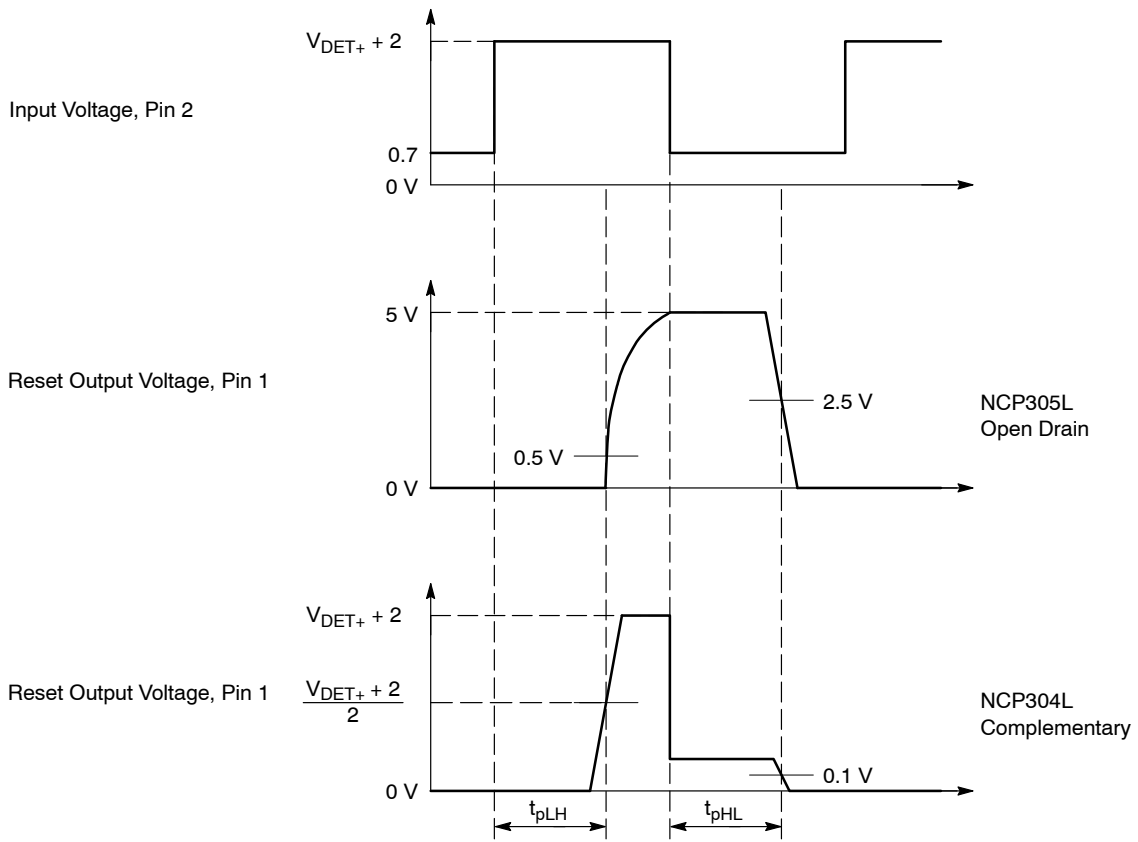 V_DET+ + 2
Input Voltage, Pin 2
0.7
0 V
5 V
Reset Output Voltage, Pin 1
2.5 V
NCP305L
Open Drain
0.5 V
0 V
V_DET+ + 2
Reset Output Voltage, Pin 1
V_DET+ + 2
2
NCP304L
Complementary
0.1 V
0 V
t_pLH
t_pHL